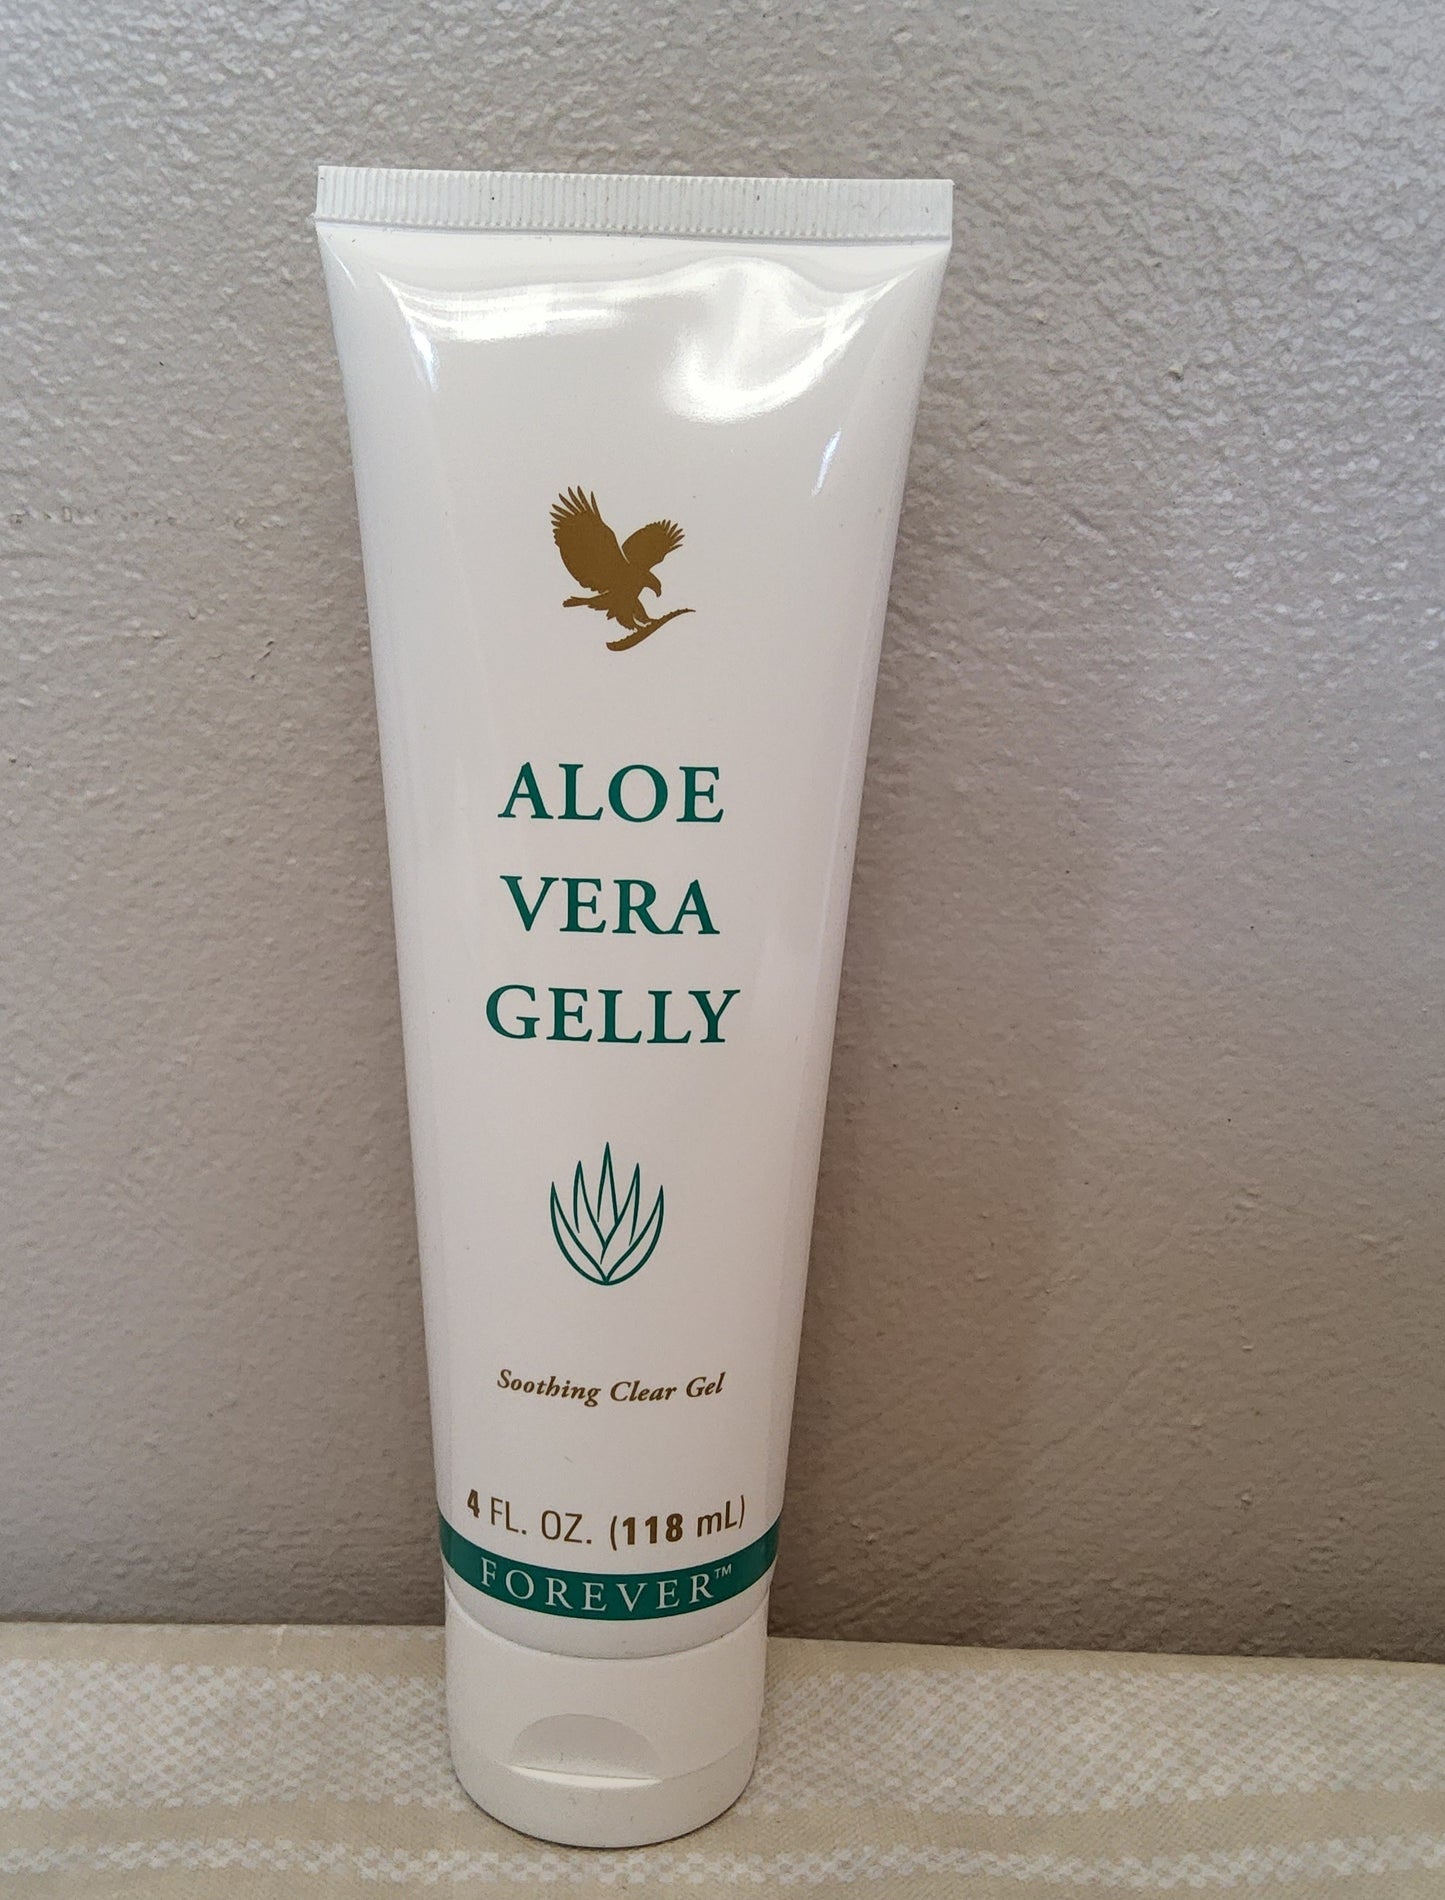 ALOE
VERA
GELLY
Soothing Clear Gel
4 FL. OZ. (118 mL)
FOREVER™